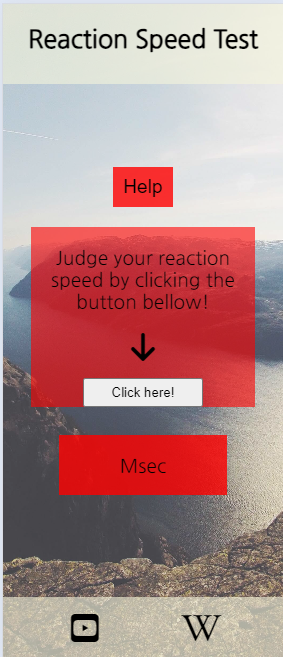 Reaction Speed Test
Help
Judge your reaction
speed by clicking the
button bellow!
Click here!
Msec
W